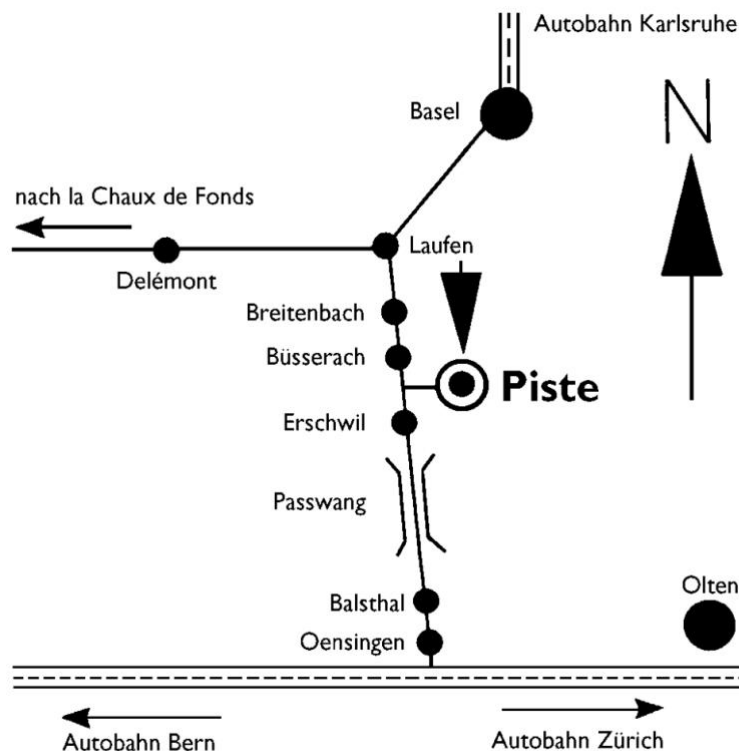 Autobahn Karlsruhe
Basel
N
nach la Chaux de Fonds
Laufen
Delémont
Breitenbach
Büsserach
Piste
Erschwil
Passwang
Olten
Balsthal
Oensingen
Autobahn Bern
Autobahn Zürich